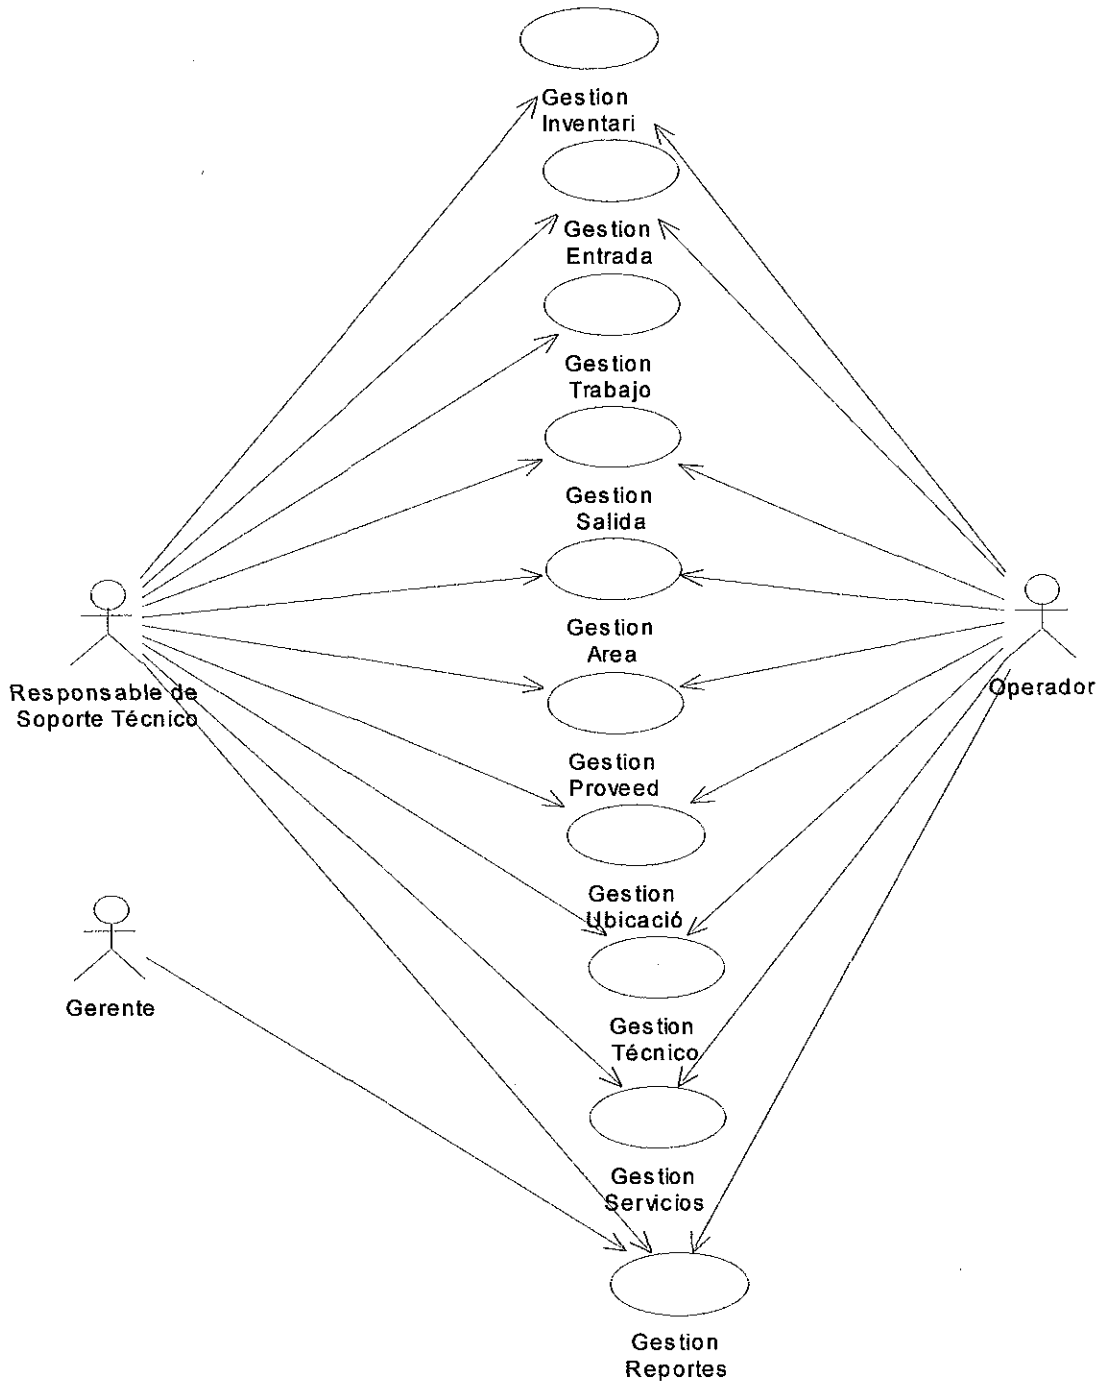 Gestion
Inventari
Gestion
Entrada
Gestion
Trabajo
Gestion
Salida
Gestion
Area
Responsable de
Soporte Técnico
Operador
Gestion
Proveed
Gestion
Ubicació
Gerente
Gestion
Técnico
Gestion
Servicios
Gestion
Reportes